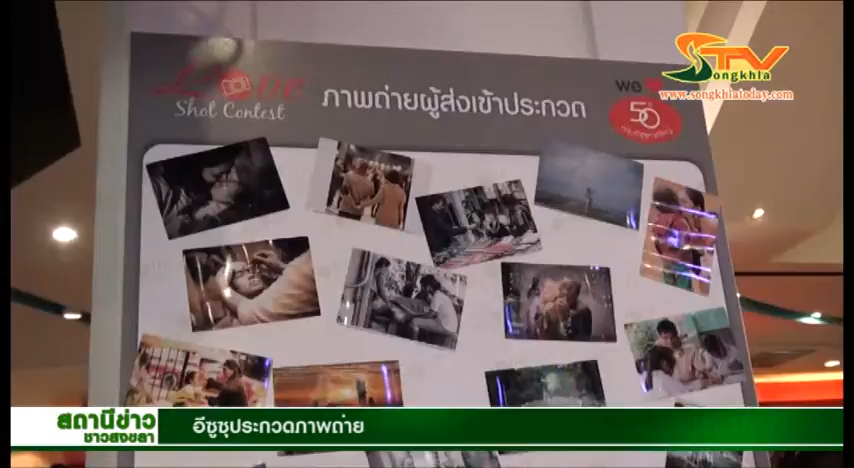 Love
Shot Contest
ภาพถ่ายผู้ส่งเข้าประกวด
we
50
STV
Songkhla
www.songkhlatoday.com
สถานีข่าว
ชาวสงขลา
อีซูซุประกวดภาพถ่าย